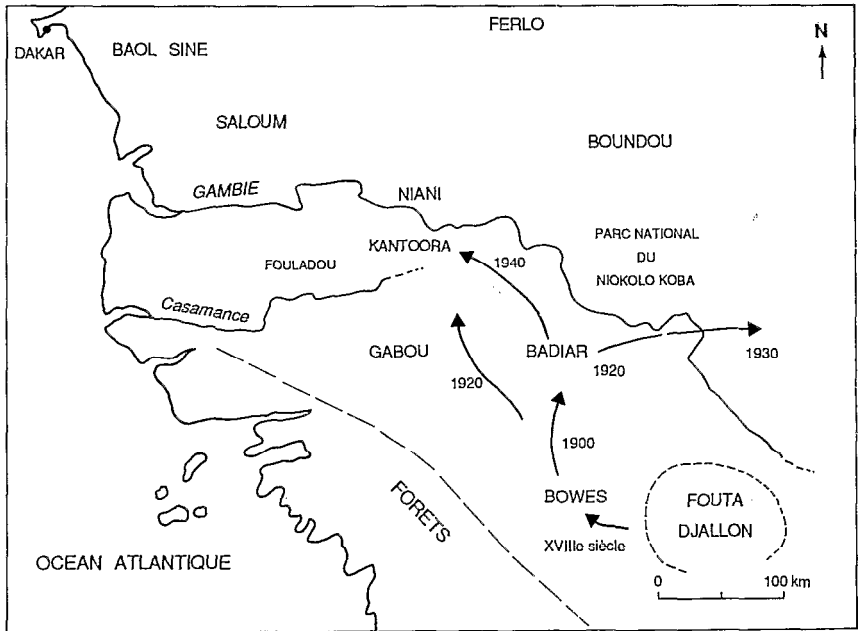 FERLO
N
DAKAR
BAOL SINE
SALOUM
BOUNDOU
GAMBIE
NIANI
PARC NATIONAL
DU
NIOKOLO KOBA
KANTOORA
1940
FOULADOU
Casamance
GABOU
BADIAR
1920
1920
1930
1900
FORETS
BOWES
FOUTA
DJALLON
XVIIIe siècle
OCEAN ATLANTIQUE
0 100 km